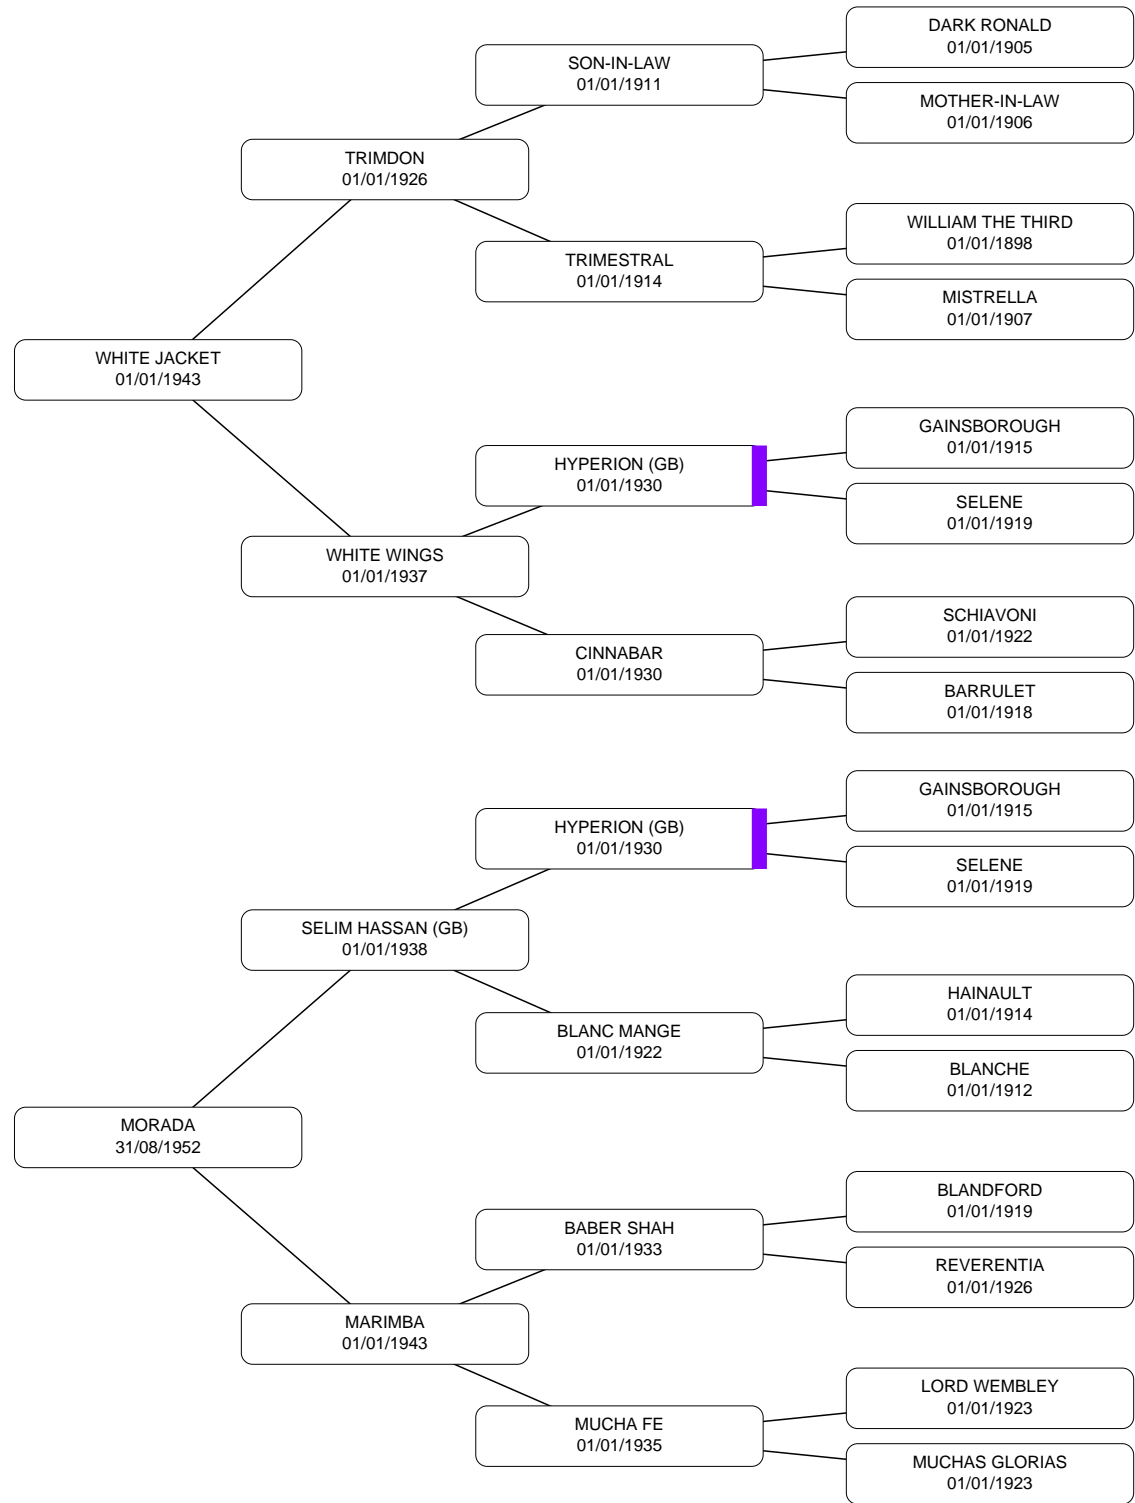 DARK RONALD
01/01/1905
SON-IN-LAW
01/01/1911
MOTHER-IN-LAW
01/01/1906
TRIMDON
01/01/1926
WILLIAM THE THIRD
01/01/1898
TRIMESTRAL
01/01/1914
MISTRELLA
01/01/1907
WHITE JACKET
01/01/1943
GAINSBOROUGH
01/01/1915
HYPERION (GB)
01/01/1930
SELENE
01/01/1919
WHITE WINGS
01/01/1937
SCHIAVONI
01/01/1922
CINNABAR
01/01/1930
BARRULET
01/01/1918
GAINSBOROUGH
01/01/1915
HYPERION (GB)
01/01/1930
SELENE
01/01/1919
SELIM HASSAN (GB)
01/01/1938
HAINAULT
01/01/1914
BLANC MANGE
01/01/1922
BLANCHE
01/01/1912
MORADA
31/08/1952
BLANDFORD
01/01/1919
BABER SHAH
01/01/1933
REVERENTIA
01/01/1926
MARIMBA
01/01/1943
LORD WEMBLEY
01/01/1923
MUCHA FE
01/01/1935
MUCHAS GLORIAS
01/01/1923